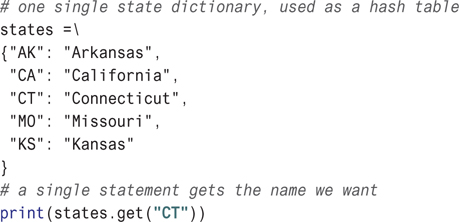 # one single state dictionary, used as a hash table
states =\
{"AK": "Arkansas",
"CA": "California",
"CT": "Connecticut",
"MO": "Missouri",
"KS": "Kansas"
}
# a single statement gets the name we want
print(states.get("CT"))